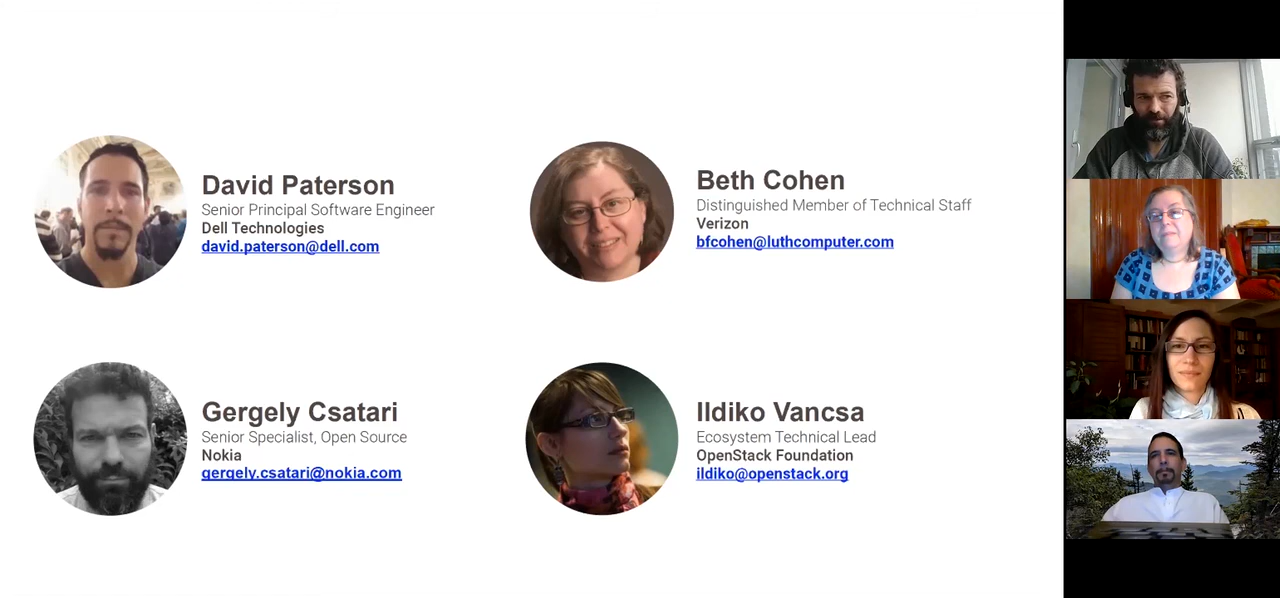 David Paterson
Senior Principal Software Engineer
Dell Technologies
david.paterson@dell.com
Beth Cohen
Distinguished Member of Technical Staff
Verizon
bfcohen@luthcomputer.com
Gergely Csatari
Senior Specialist, Open Source
Nokia
gergely.csatari@nokia.com
Ildiko Vancsa
Ecosystem Technical Lead
OpenStack Foundation
ildiko@openstack.org